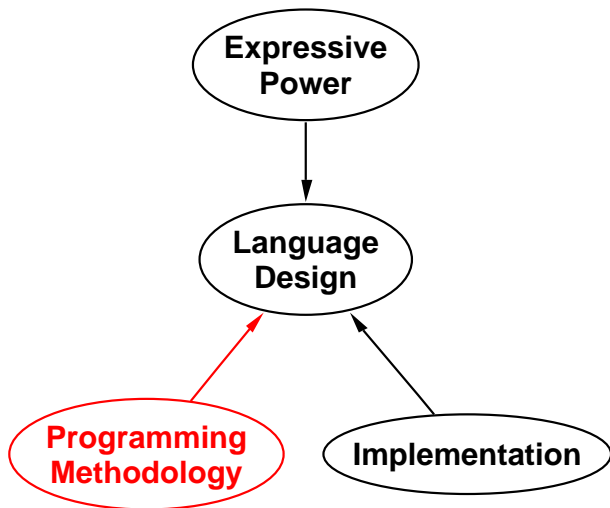 Expressive
Power
Language
Design
Programming
Methodology
Implementation